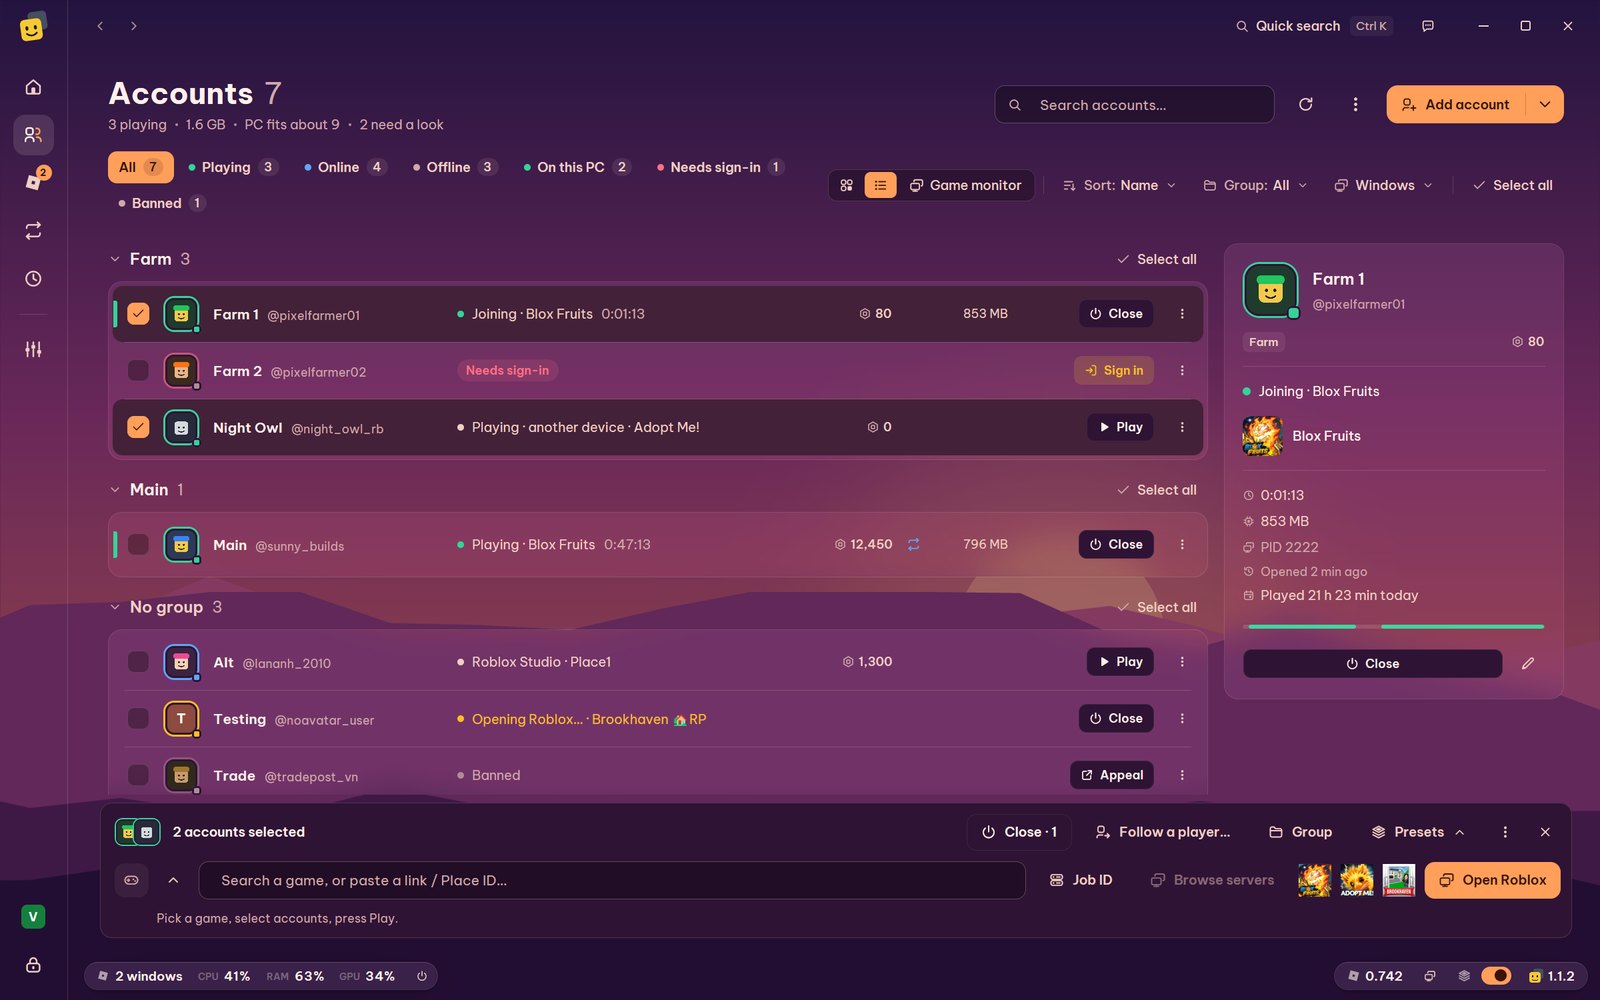 Quick search Ctrl K
Accounts 7
3 playing · 1.6 GB · PC fits about 9 · 2 need a look
Search accounts...
Add account
All 7 Playing 3 Online 4 Offline 3 On this PC 2 Needs sign-in 1
Banned 1
Game monitor Sort: Name Group: All Windows Select all
2
Farm 3 Select all
Farm 1 @pixelfarmer01 Joining · Blox Fruits 0:01:13 80 853 MB Close
Farm 2 @pixelfarmer02 Needs sign-in Sign in
Night Owl @night_owl_rb Playing · another device · Adopt Me! 0 Play
Main 1 Select all
Main @sunny_builds Playing · Blox Fruits 0:47:13 12,450 796 MB Close
No group 3 Select all
Alt @lananh_2010 Roblox Studio · Place1 1,300 Play
T Testing @noavatar_user Opening Roblox... · Brookhaven 🏠RP Close
Trade @tradepost_vn Banned Appeal
Farm 1
@pixelfarmer01
Farm 80
Joining · Blox Fruits
Blox Fruits
0:01:13
853 MB
PID 2222
Opened 2 min ago
Played 21 h 23 min today
Close
2 accounts selected Close · 1 Follow a player... Group Presets
Search a game, or paste a link / Place ID... Job ID Browse servers
FRUITS ADOPT ME! BROOKHAVEN
Open Roblox
Pick a game, select accounts, press Play.
V
2 windows CPU 41% RAM 63% GPU 34%
0.742 1.1.2